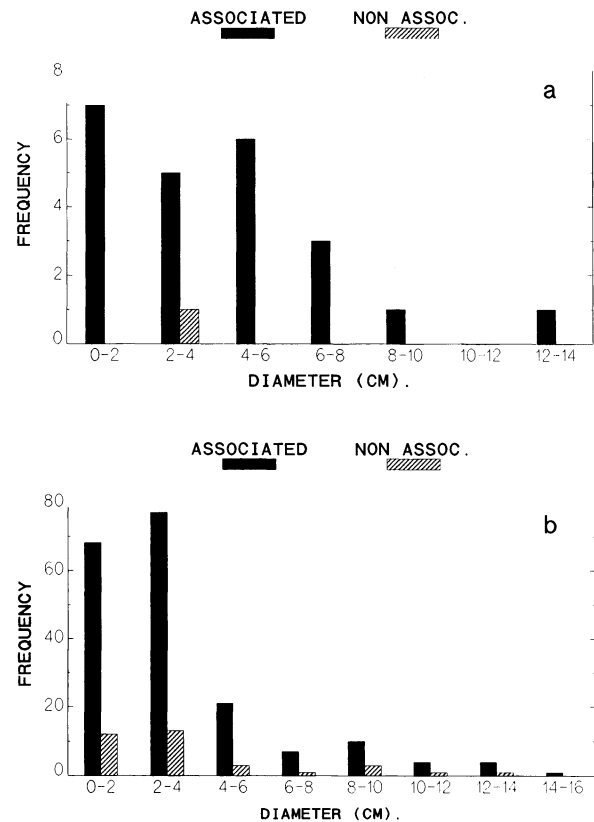 ASSOCIATED NON ASSOC.
a
8
6
4
2
0
FREQUENCY
0-2 2-4 4-6 6-8 8-10 10-12 12-14
DIAMETER (CM).
ASSOCIATED NON ASSOC.
b
80
60
40
20
0
FREQUENCY
0-2 2-4 4-6 6-8 8-10 10-12 12-14 14-16
DIAMETER (CM).